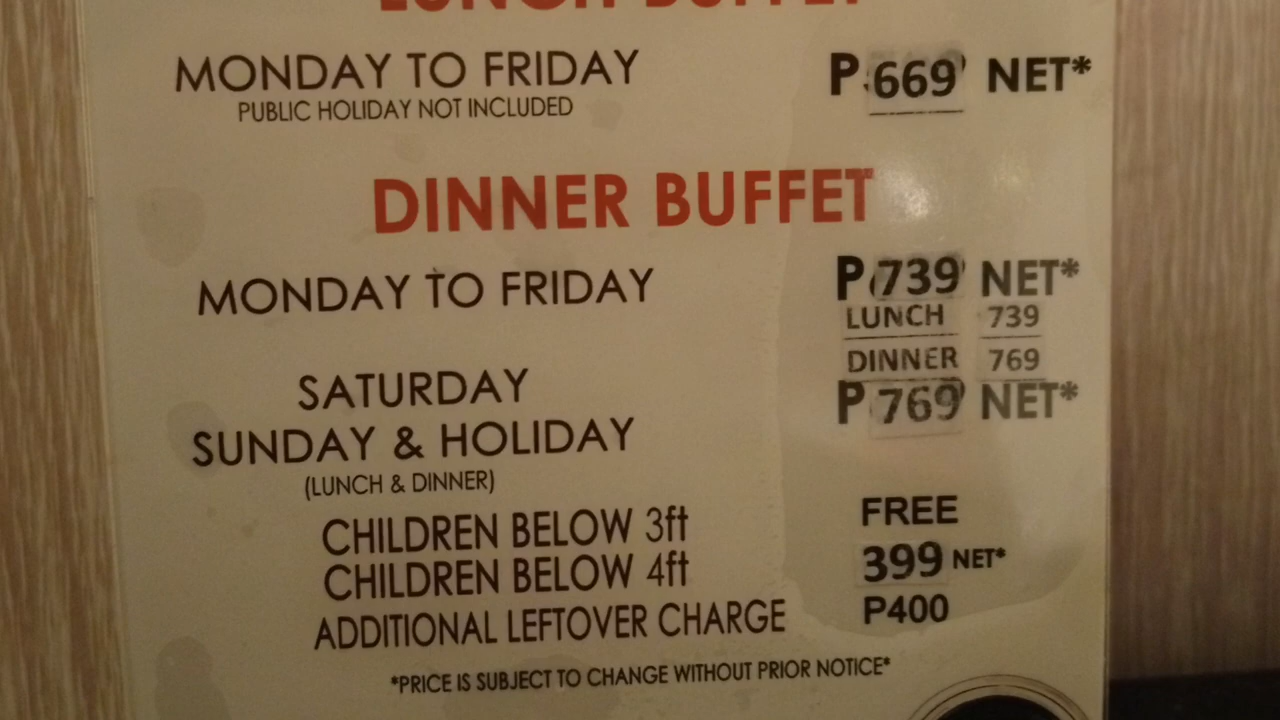 LUNCH BUFFET
MONDAY TO FRIDAY P 669 NET*
PUBLIC HOLIDAY NOT INCLUDED
DINNER BUFFET
MONDAY TO FRIDAY P 739 NET*
LUNCH 739
DINNER 769
SATURDAY
P 769 NET*
SUNDAY & HOLIDAY
(LUNCH & DINNER)
CHILDREN BELOW 3ft FREE
CHILDREN BELOW 4ft 399 NET*
ADDITIONAL LEFTOVER CHARGE P400
*PRICE IS SUBJECT TO CHANGE WITHOUT PRIOR NOTICE*